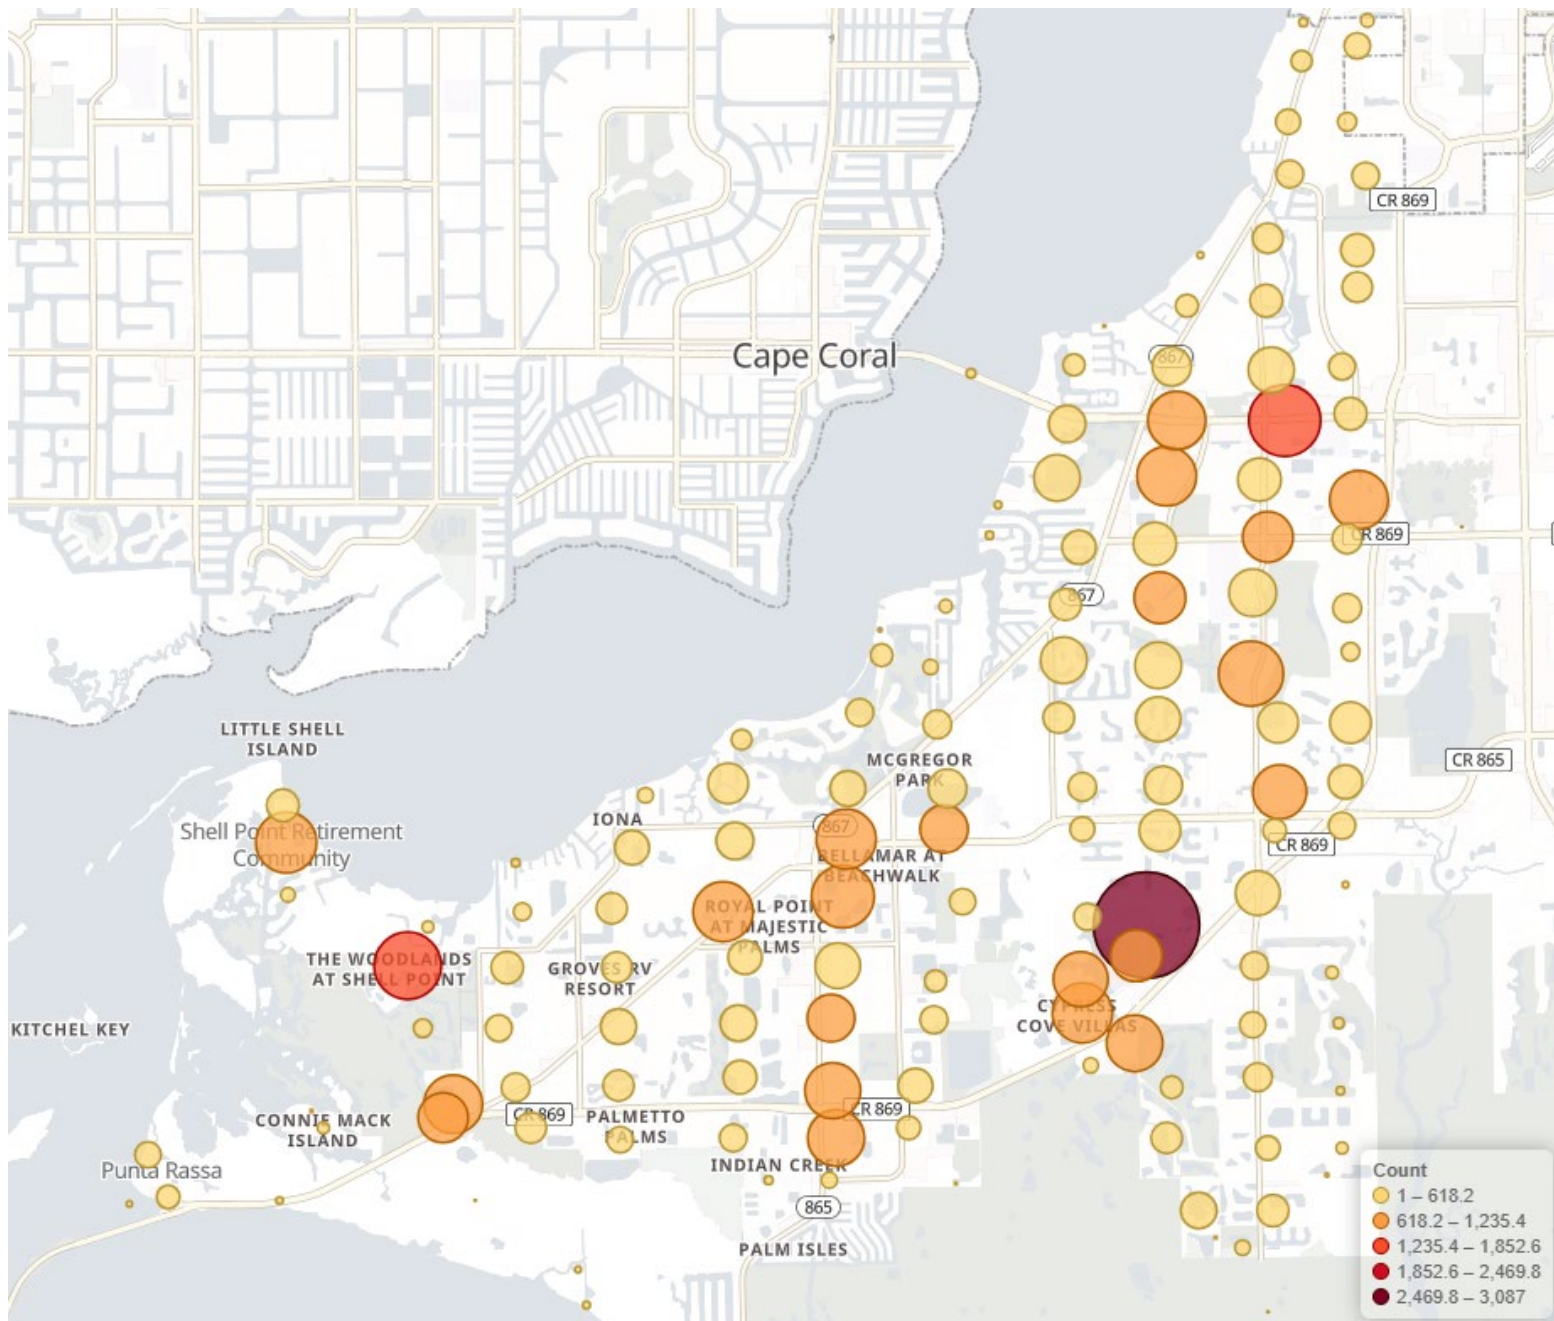 CR 869
867
Cape Coral
CR 869
867
LITTLE SHELL
ISLAND
MCGREGOR
PARK
CR 865
IONA
867
Shell Point Retirement
Community
BELLAMAR AT
BEACHWALK
CR 869
ROYAL POINT
AT MAJESTIC
PALMS
THE WOODLANDS
AT SHELL POINT
GROVES RV
RESORT
CYPRESS
COVE VILLAS
KITCHEL KEY
CONNIE MACK
ISLAND
CR 869
PALMETTO
PALMS
CR 869
Punta Rassa
INDIAN CREEK
865
PALM ISLES
Count
1 – 618.2
618.2 – 1,235.4
1,235.4 – 1,852.6
1,852.6 – 2,469.8
2,469.8 – 3,087